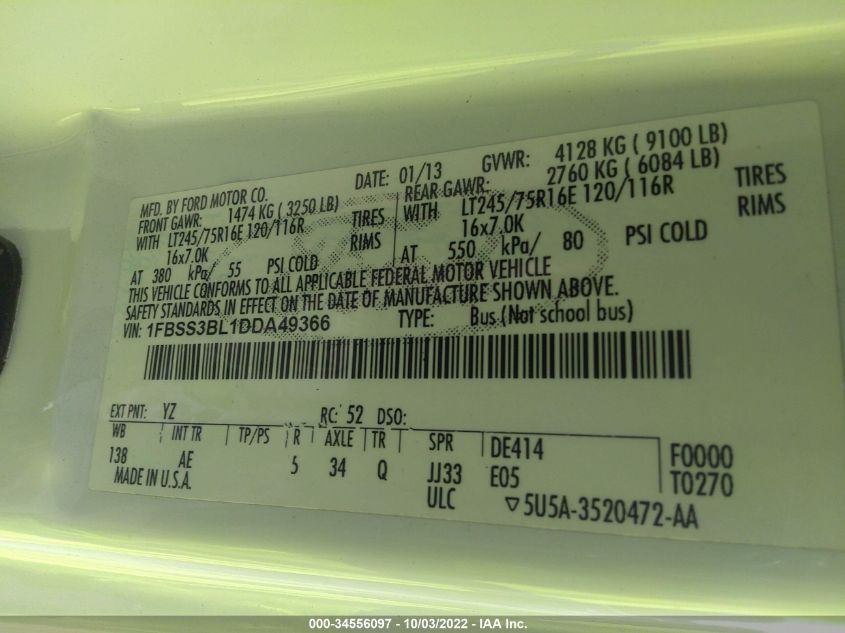 MFD. BY FORD MOTOR CO.
DATE: 01/13 GVWR: 4128 KG ( 9100 LB)
FRONT GAWR: 1474 KG ( 3250 LB)
REAR GAWR: 2760 KG ( 6084 LB)
WITH LT245/75R16E 120/116R TIRES
WITH LT245/75R16E 120/116R TIRES
16x7.0K RIMS
16x7.0K RIMS
AT 380 kPa/ 55 PSI COLD
AT 550 kPa/ 80 PSI COLD
THIS VEHICLE CONFORMS TO ALL APPLICABLE FEDERAL MOTOR VEHICLE
SAFETY STANDARDS IN EFFECT ON THE DATE OF MANUFACTURE SHOWN ABOVE.
VIN: 1FBSS3BL1DDA49366 TYPE: Bus (Not school bus)
EXT PNT: YZ RC: 52 DSO:
WB INT TR TP/PS R AXLE TR SPR DE414 F0000
138 AE 5 34 Q JJ33 E05 T0270
MADE IN U.S.A. ULC ▽5U5A-3520472-AA
000-34556097 - 10/03/2022 - IAA Inc.